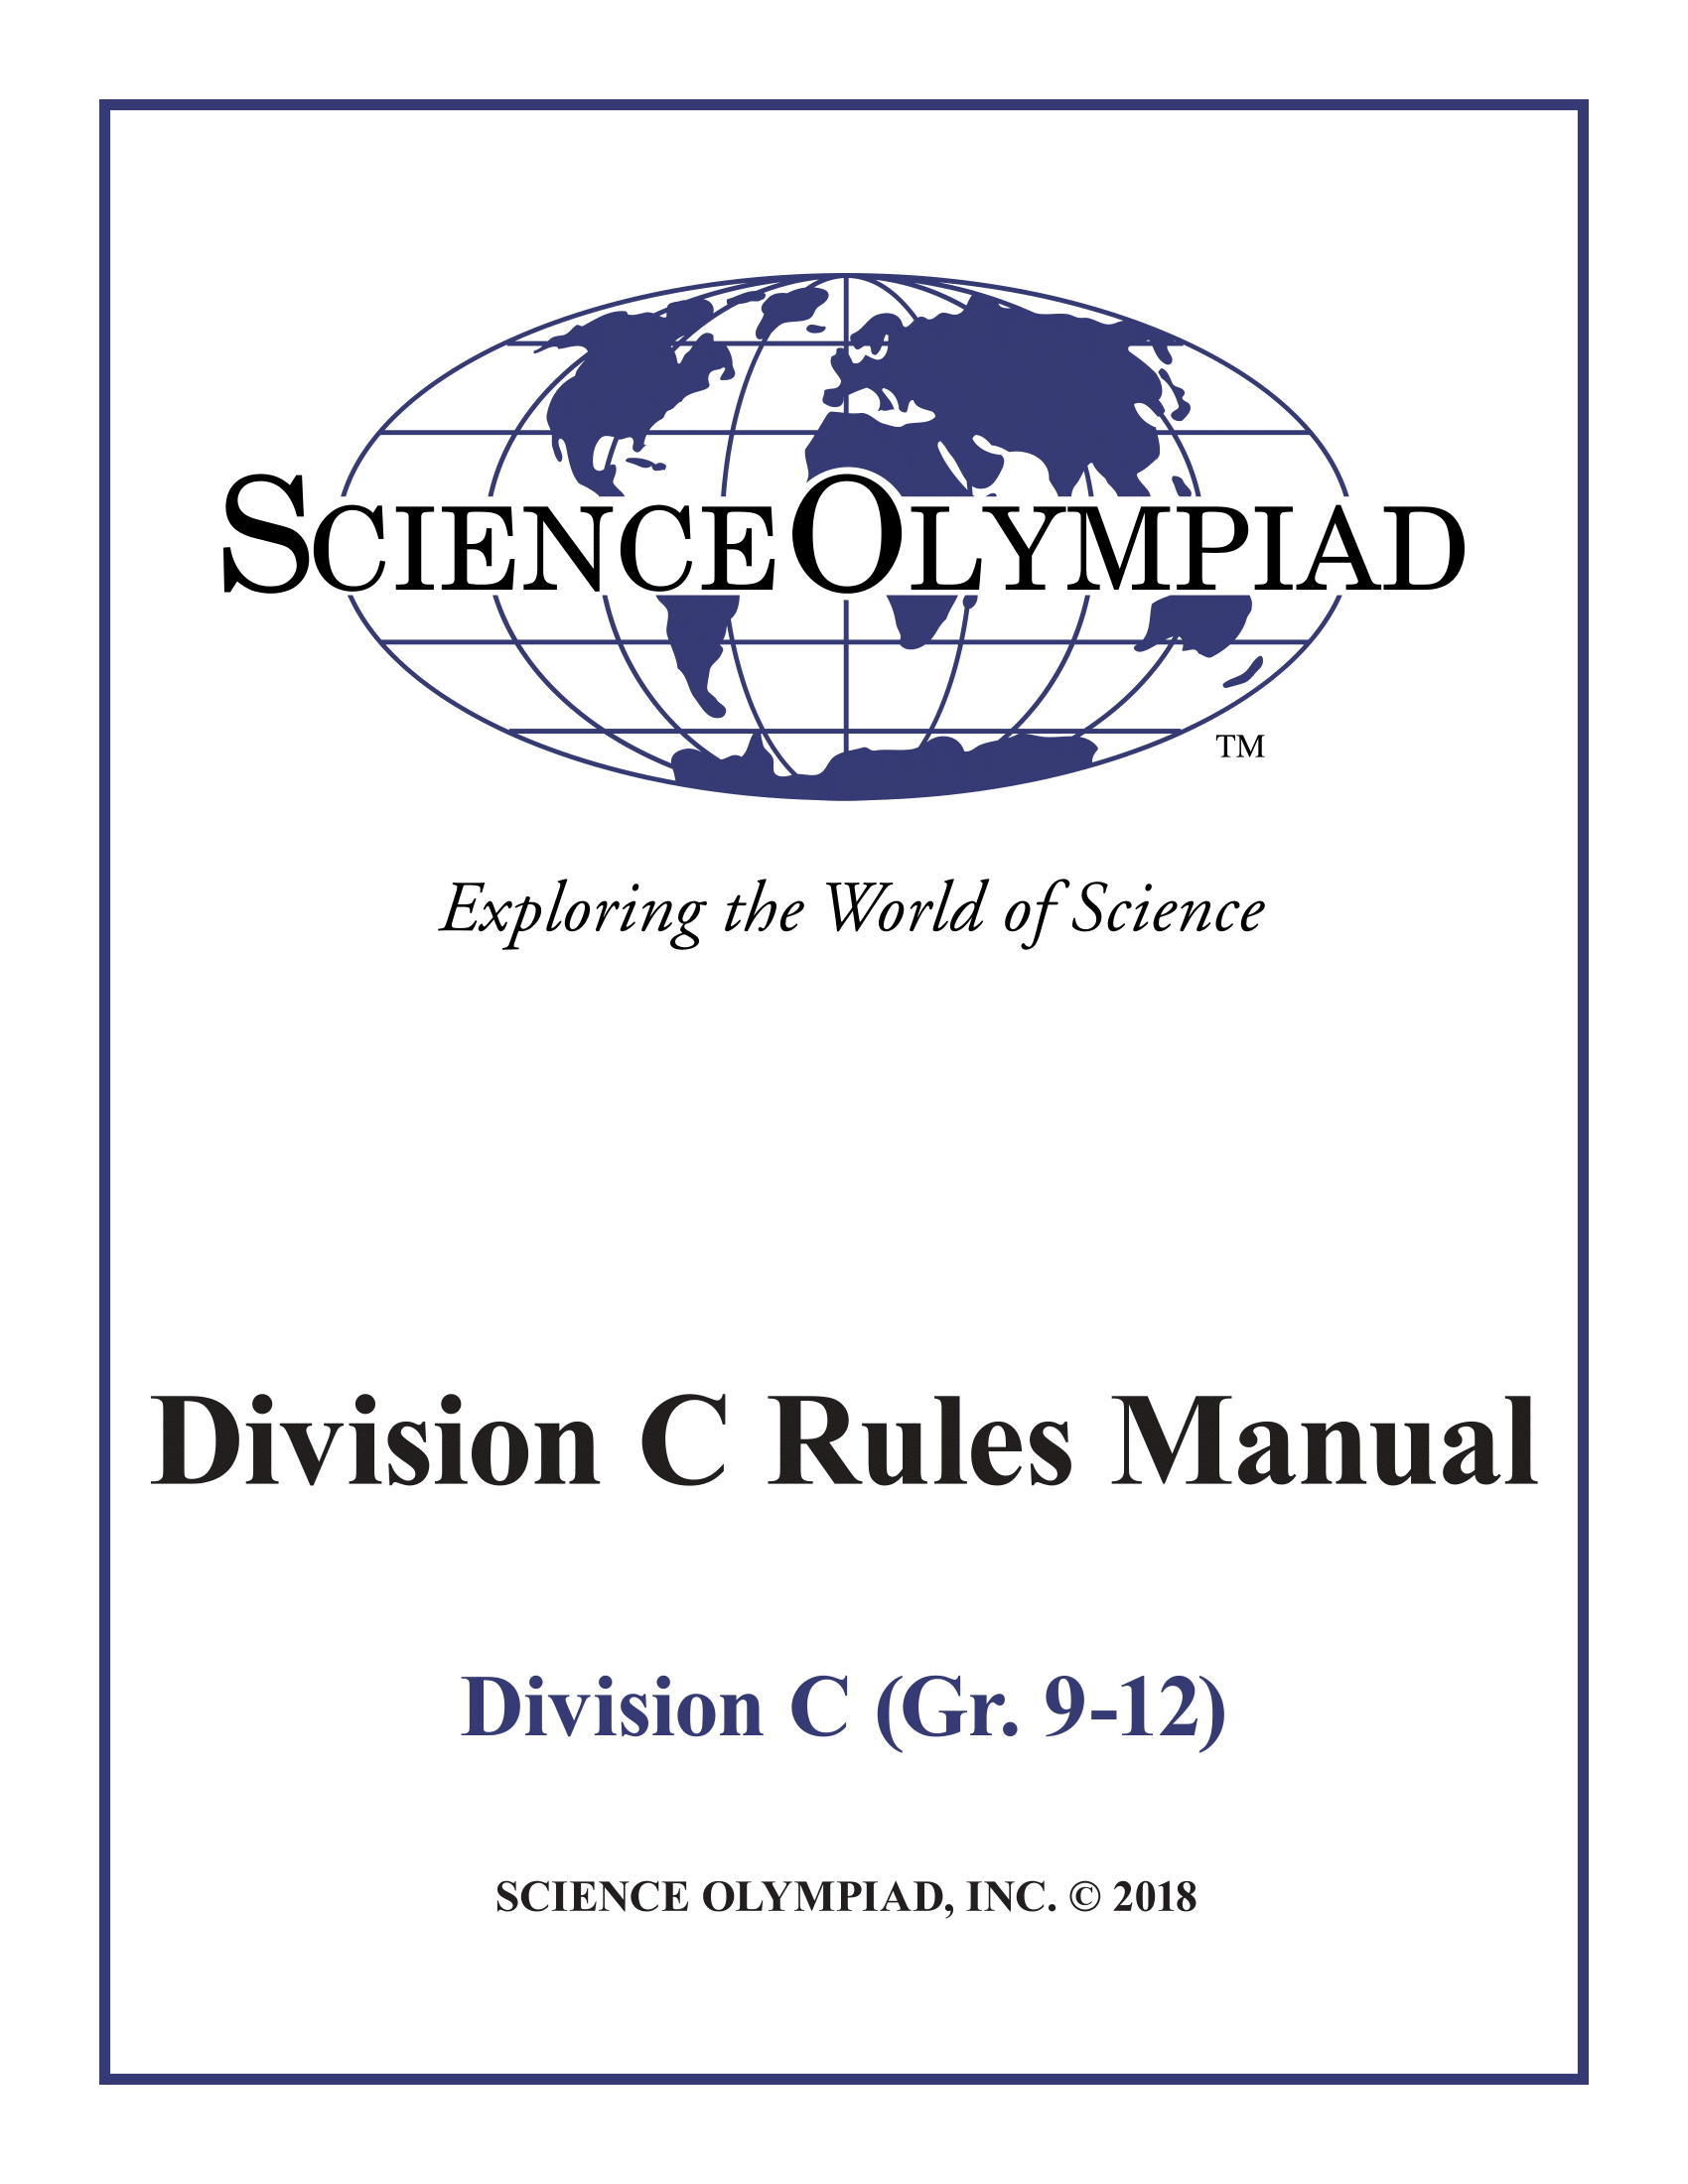 SCIENCE OLYMPIAD
TM
Exploring the World of Science
Division C Rules Manual
Division C (Gr. 9-12)
SCIENCE OLYMPIAD, INC. © 2018